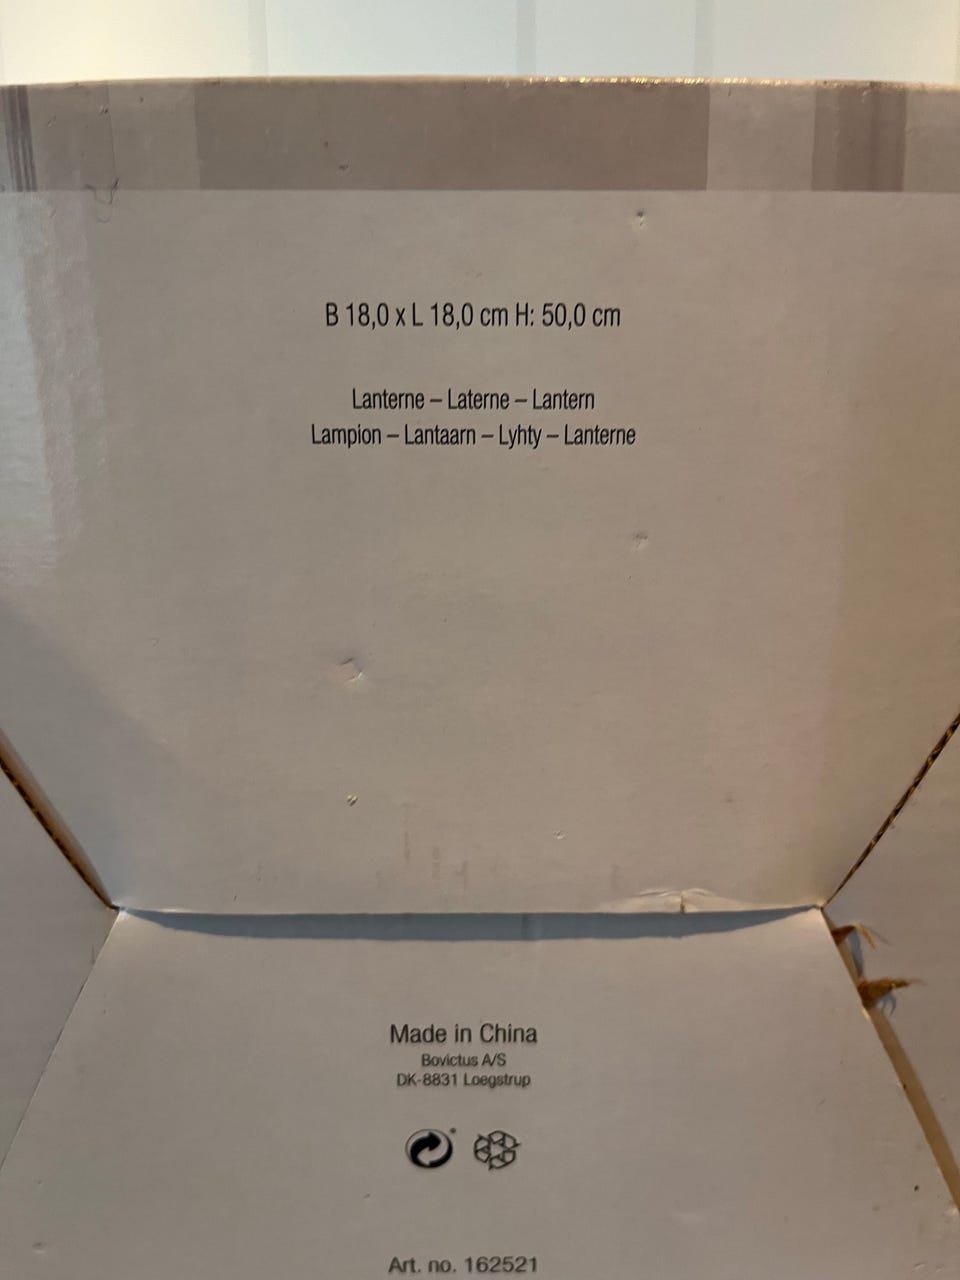 B 18,0 x L 18,0 cm H: 50,0 cm
Lanterne – Laterne – Lantern
Lampion – Lantaarn – Lyhty – Lanterne
Made in China
Bovictus A/S
DK-8831 Loegstrup
Art. no. 162521